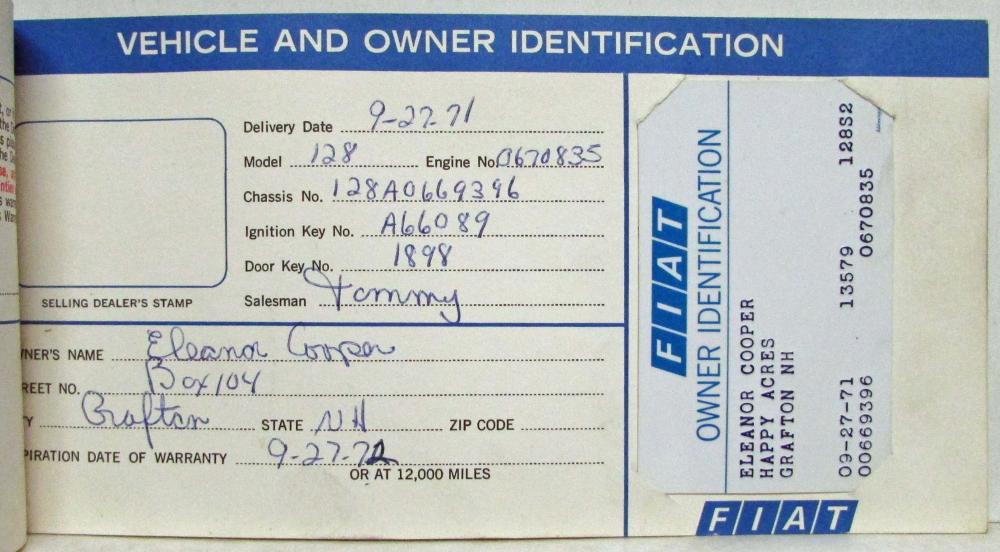 VEHICLE AND OWNER IDENTIFICATION
Delivery Date 9-27-71
Model 128 Engine No. 0670835
Chassis No. 128A0669396
Ignition Key No. A66089
Door Key No. 1898
Salesman Tommy
SELLING DEALER'S STAMP
NER'S NAME Eleanor Cooper
REET NO. Box 104
Y Grafton STATE NH ZIP CODE
PIRATION DATE OF WARRANTY 9-27-72
OR AT 12,000 MILES
FIAT
OWNER IDENTIFICATION
ELEANOR COOPER
HAPPY ACRES
GRAFTON NH
09-27-71 13579 128S2
00669396 0670835
FIAT